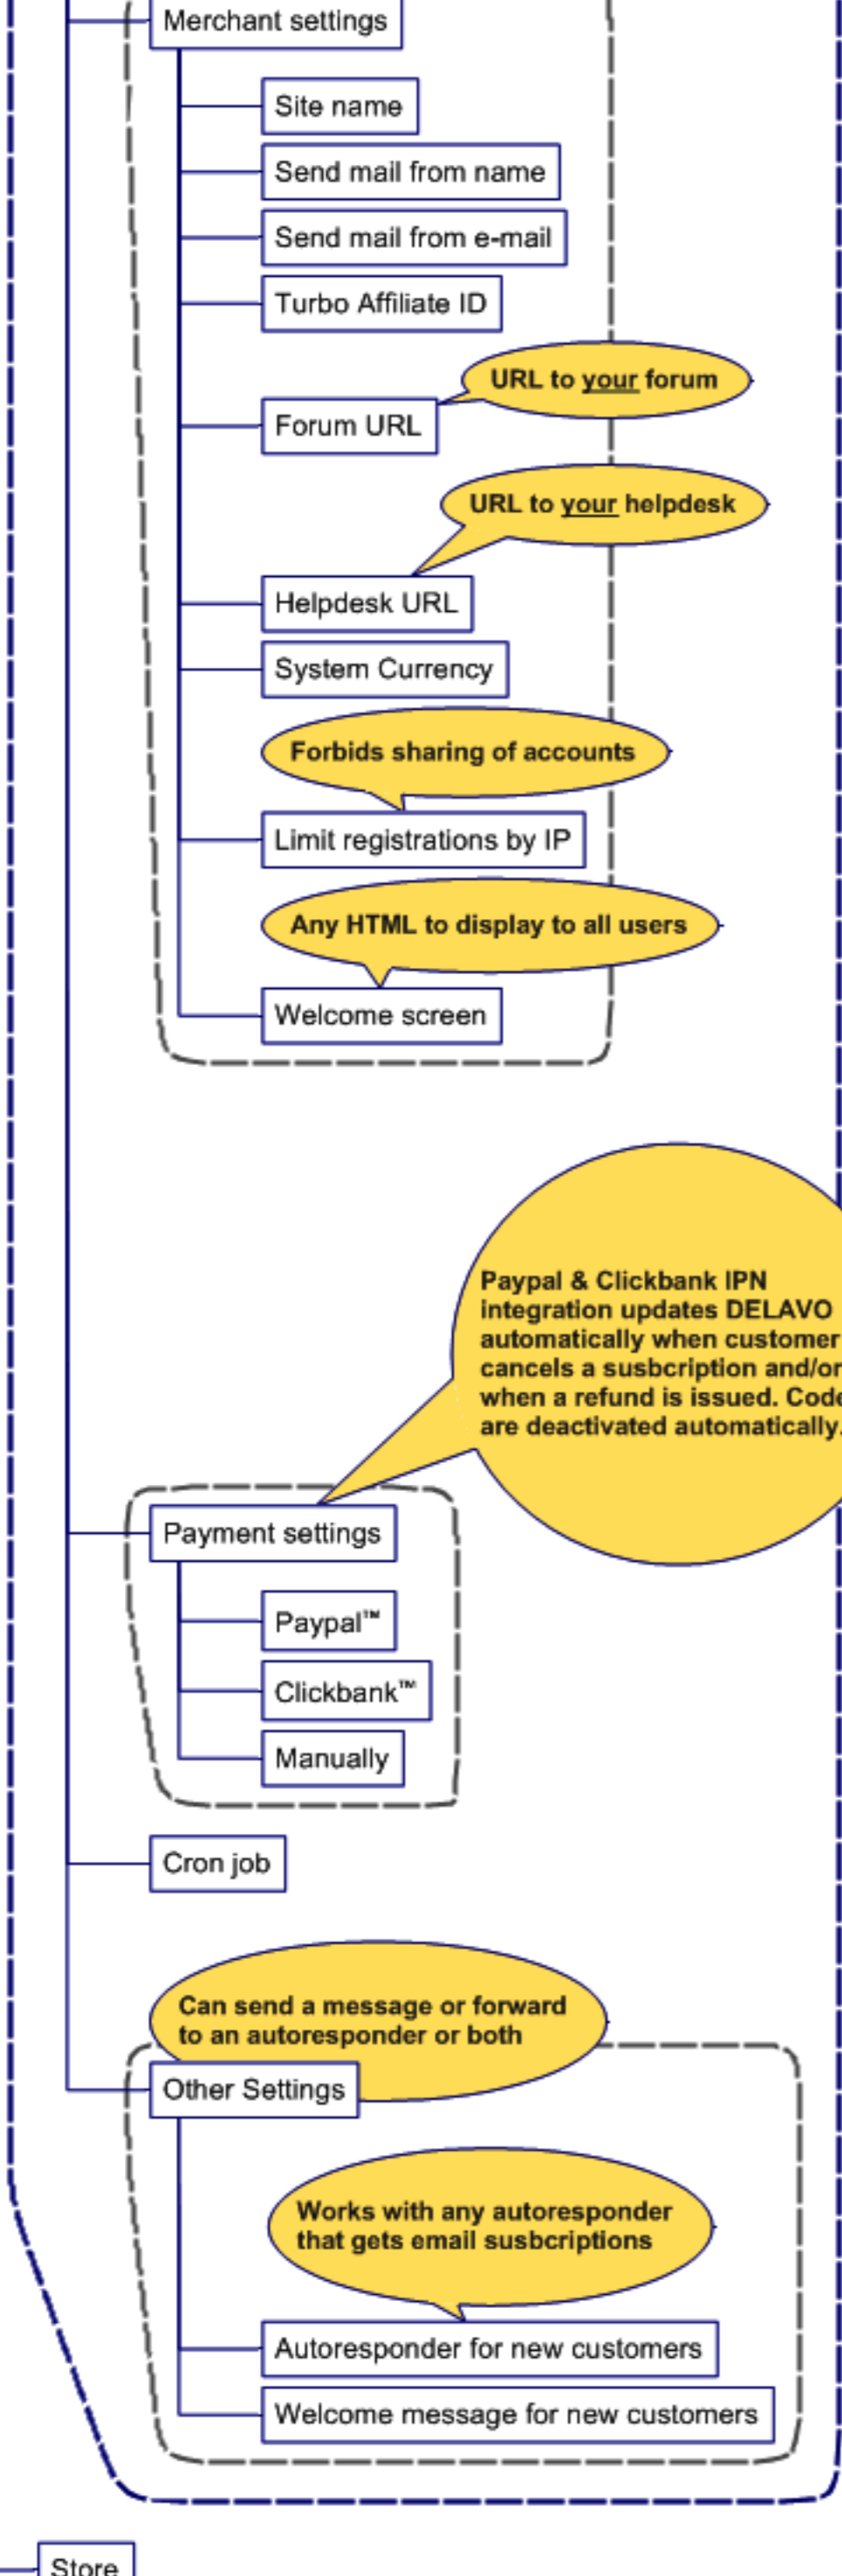 Merchant settings
Site name
Send mail from name
Send mail from e-mail
Turbo Affiliate ID
URL to your forum
Forum URL
URL to your helpdesk
Helpdesk URL
System Currency
Forbids sharing of accounts
Limit registrations by IP
Any HTML to display to all users
Welcome screen
Paypal & Clickbank IPN
integration updates DELAVO
automatically when customer
cancels a susbcription and/or
when a refund is issued. Code
are deactivated automatically.
Payment settings
Paypal™
Clickbank™
Manually
Cron job
Can send a message or forward
to an autoresponder or both
Other Settings
Works with any autoresponder
that gets email susbcriptions
Autoresponder for new customers
Welcome message for new customers
Store